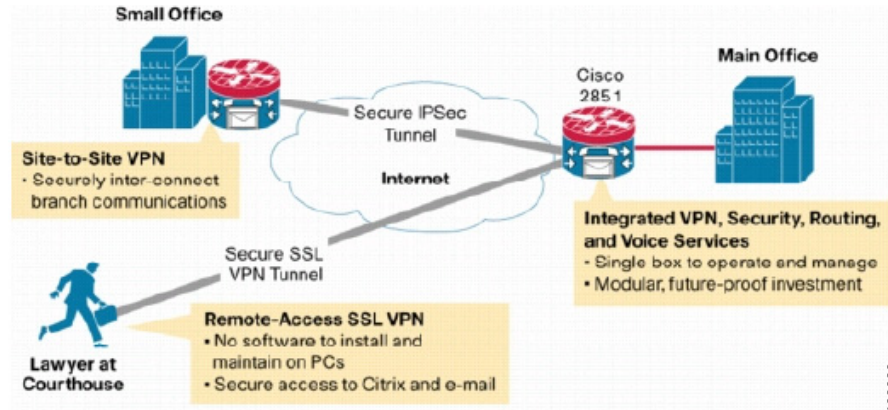 Small Office
Cisco
2851
Main Office
Secure IPSec
Tunnel
Internet
Site-to-Site VPN
- Securely inter-connect
branch communications
Integrated VPN, Security, Routing,
and Voice Services
- Single box to operate and manage
• Modular, future-proof investment
Secure SSL
VPN Tunnel
Remote-Access SSL VPN
• No software to install and
maintain on PCs
• Secure access to Citrix and e-mail
Lawyer at
Courthouse